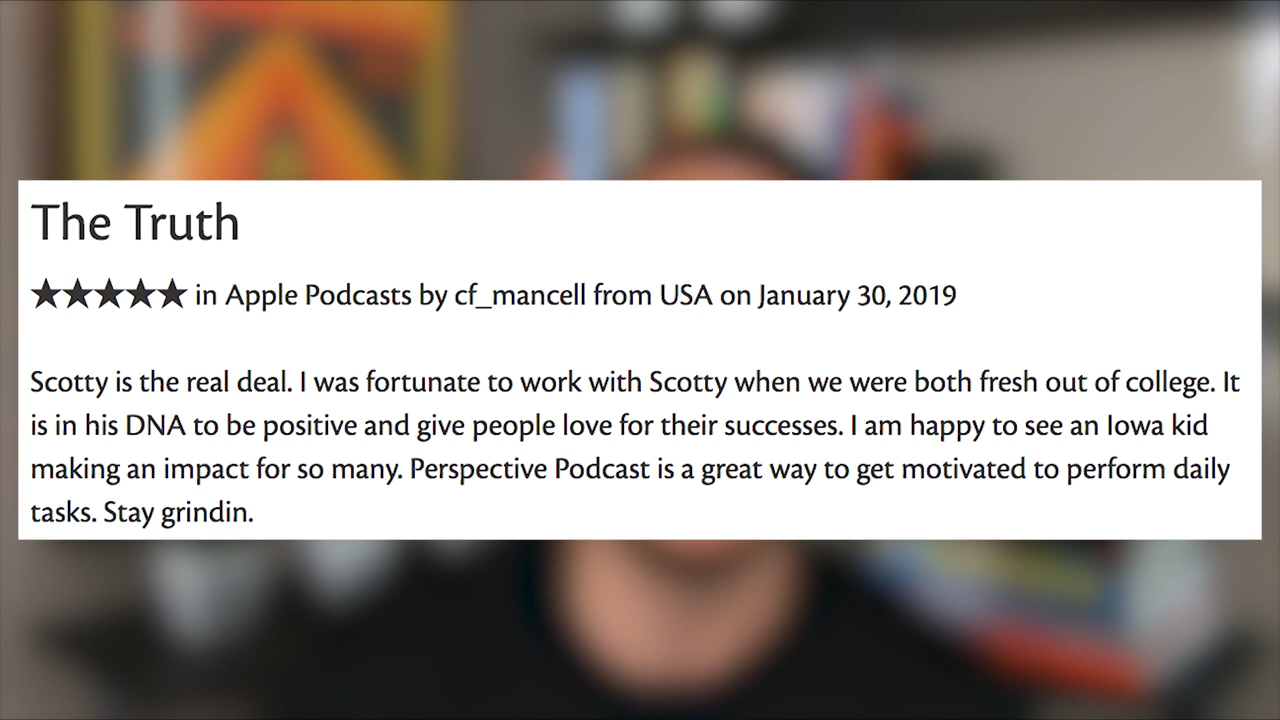 The Truth
★★★★★ in Apple Podcasts by cf_mancell from USA on January 30, 2019
Scotty is the real deal. I was fortunate to work with Scotty when we were both fresh out of college. It
is in his DNA to be positive and give people love for their successes. I am happy to see an Iowa kid
making an impact for so many. Perspective Podcast is a great way to get motivated to perform daily
tasks. Stay grindin.